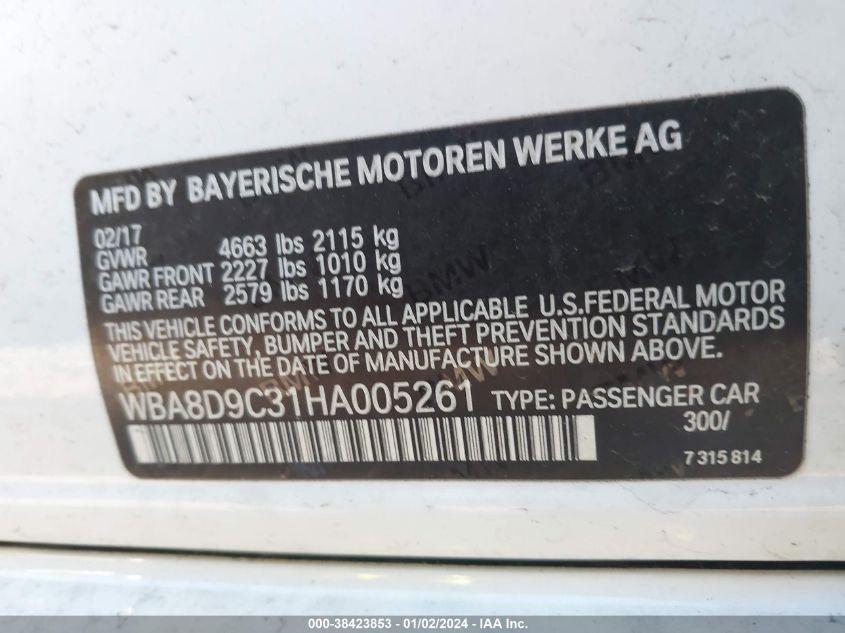 MFD BY BAYERISCHE MOTOREN WERKE AG
02/17
GVWR 4663 lbs 2115 kg
GAWR FRONT 2227 lbs 1010 kg
GAWR REAR 2579 lbs 1170 kg
THIS VEHICLE CONFORMS TO ALL APPLICABLE U.S.FEDERAL MOTOR
VEHICLE SAFETY, BUMPER AND THEFT PREVENTION STANDARDS
IN EFFECT ON THE DATE OF MANUFACTURE SHOWN ABOVE.
WBA8D9C31HA005261 TYPE: PASSENGER CAR
300/
7 315 814
000-38423853 - 01/02/2024 - IAA Inc.